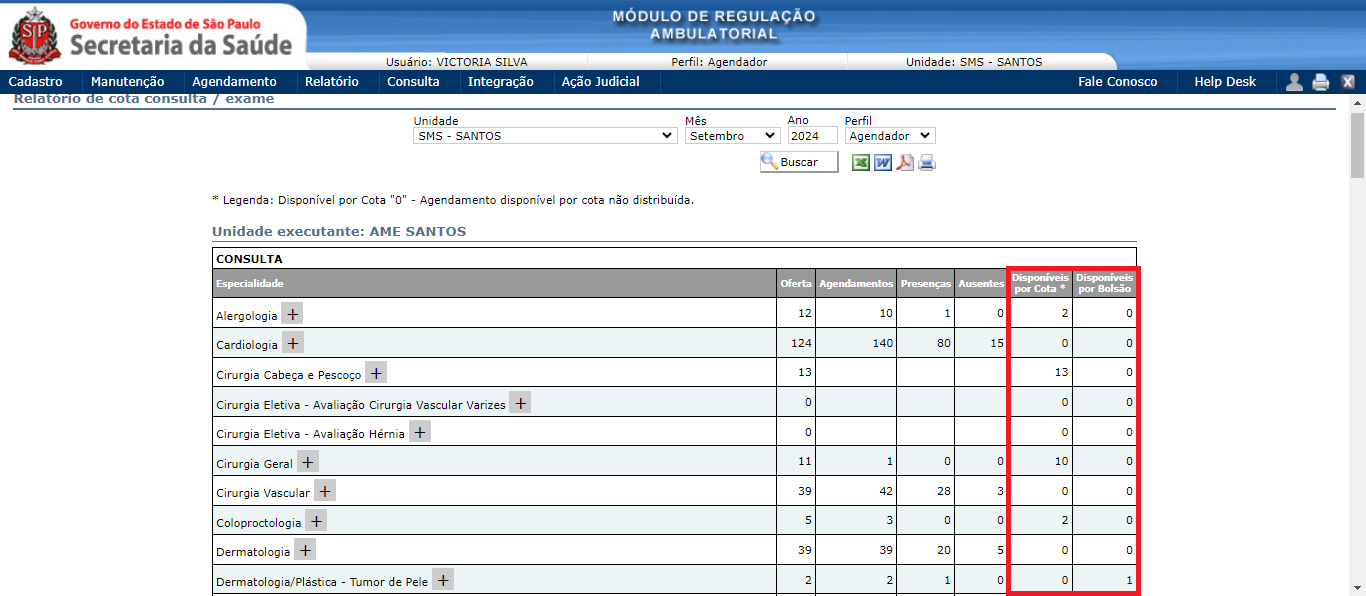 Governo do Estado de São Paulo
Secretaria da Saúde
MÓDULO DE REGULAÇÃO
AMBULATORIAL
Usuário: VICTORIA SILVA Perfil: Agendador Unidade: SMS - SANTOS
Cadastro Manutenção Agendamento Relatório Consulta Integração Ação Judicial Fale Conosco Help Desk
Relatório de cota consulta / exame
Unidade Mês Ano Perfil
SMS - SANTOS Setembro 2024 Agendador
Buscar
* Legenda: Disponível por Cota "0" - Agendamento disponível por cota não distribuída.
Unidade executante: AME SANTOS
CONSULTA
Especialidade Oferta Agendamentos Presenças Ausentes Disponíveis por Cota * Disponíveis por Bolsão
Alergologia + 12 10 1 0 2 0
Cardiologia + 124 140 80 15 0 0
Cirurgia Cabeça e Pescoço + 13 13 0
Cirurgia Eletiva - Avaliação Cirurgia Vascular Varizes + 0 0 0
Cirurgia Eletiva - Avaliação Hérnia + 0 0 0
Cirurgia Geral + 11 1 0 0 10 0
Cirurgia Vascular + 39 42 28 3 0 0
Coloproctologia + 5 3 0 0 2 0
Dermatologia + 39 39 20 5 0 0
Dermatologia/Plástica - Tumor de Pele + 2 2 1 0 0 1